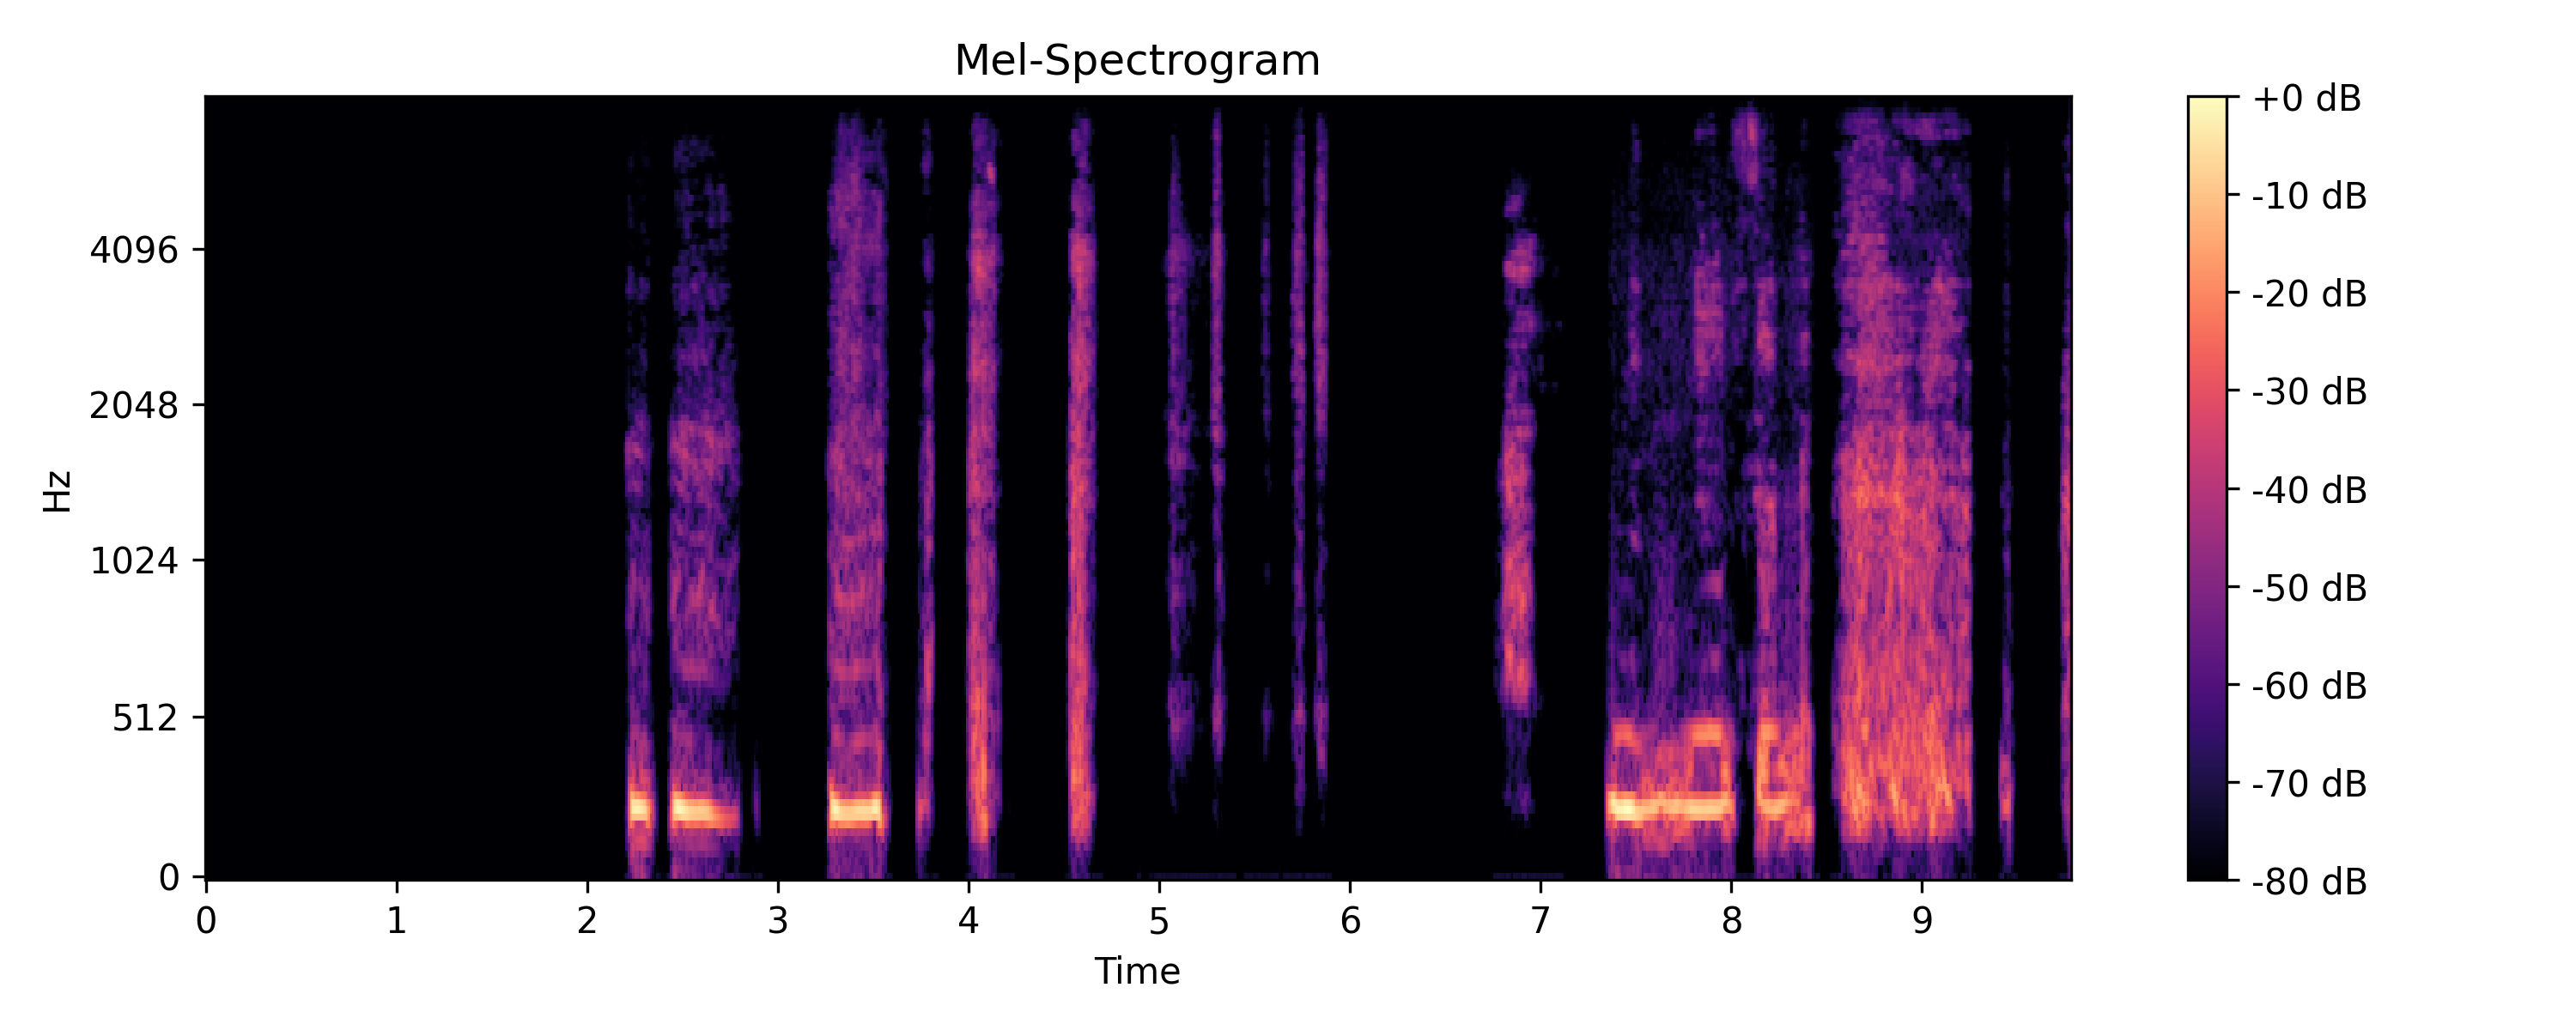 Mel-Spectrogram
+0 dB
-10 dB
-20 dB
-30 dB
-40 dB
-50 dB
-60 dB
-70 dB
-80 dB
Hz
4096
2048
1024
512
0
0 1 2 3 4 5 6 7 8 9
Time